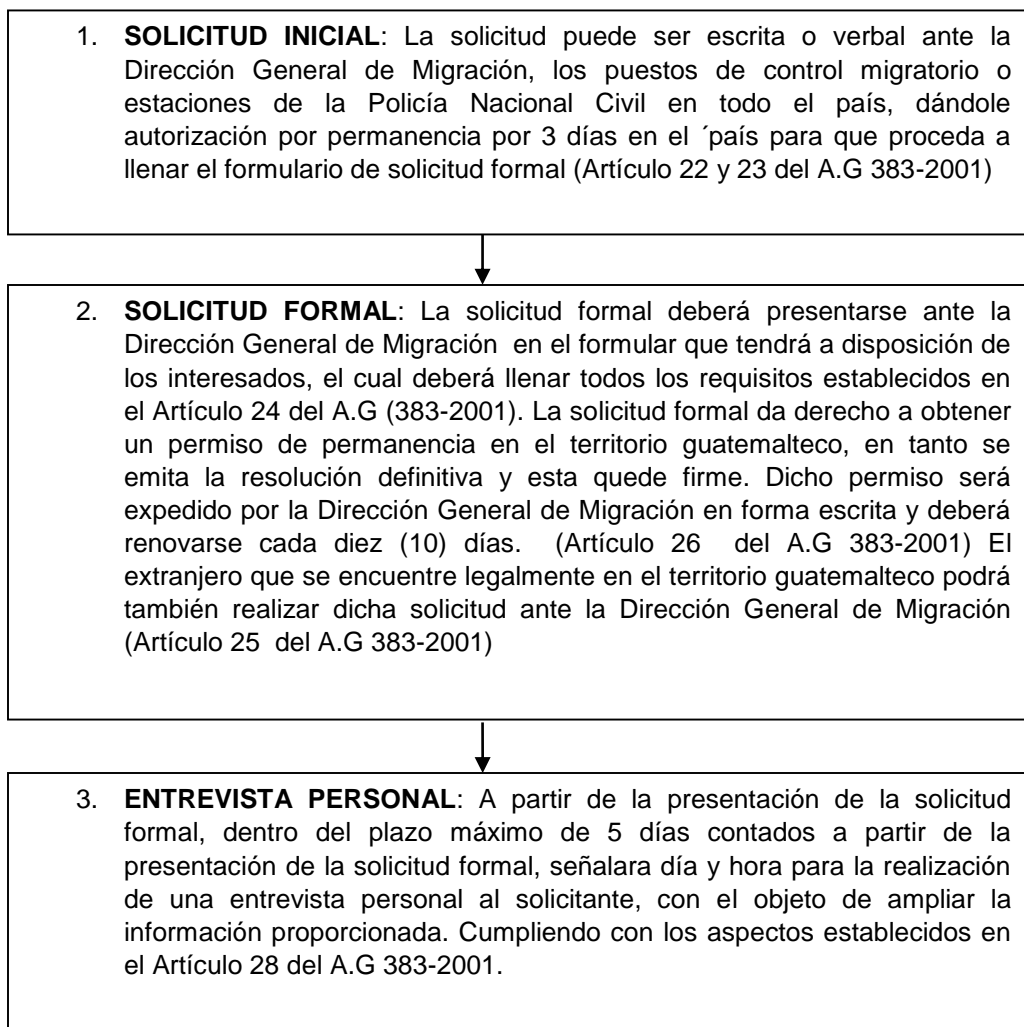 1. SOLICITUD INICIAL: La solicitud puede ser escrita o verbal ante la
Dirección General de Migración, los puestos de control migratorio o
estaciones de la Policía Nacional Civil en todo el país, dándole
autorización por permanencia por 3 días en el ´país para que proceda a
llenar el formulario de solicitud formal (Artículo 22 y 23 del A.G 383-2001)
2. SOLICITUD FORMAL: La solicitud formal deberá presentarse ante la
Dirección General de Migración en el formular que tendrá a disposición de
los interesados, el cual deberá llenar todos los requisitos establecidos en
el Artículo 24 del A.G (383-2001). La solicitud formal da derecho a obtener
un permiso de permanencia en el territorio guatemalteco, en tanto se
emita la resolución definitiva y esta quede firme. Dicho permiso será
expedido por la Dirección General de Migración en forma escrita y deberá
renovarse cada diez (10) días. (Artículo 26 del A.G 383-2001) El
extranjero que se encuentre legalmente en el territorio guatemalteco podrá
también realizar dicha solicitud ante la Dirección General de Migración
(Artículo 25 del A.G 383-2001)
3. ENTREVISTA PERSONAL: A partir de la presentación de la solicitud
formal, dentro del plazo máximo de 5 días contados a partir de la
presentación de la solicitud formal, señalara día y hora para la realización
de una entrevista personal al solicitante, con el objeto de ampliar la
información proporcionada. Cumpliendo con los aspectos establecidos en
el Artículo 28 del A.G 383-2001.